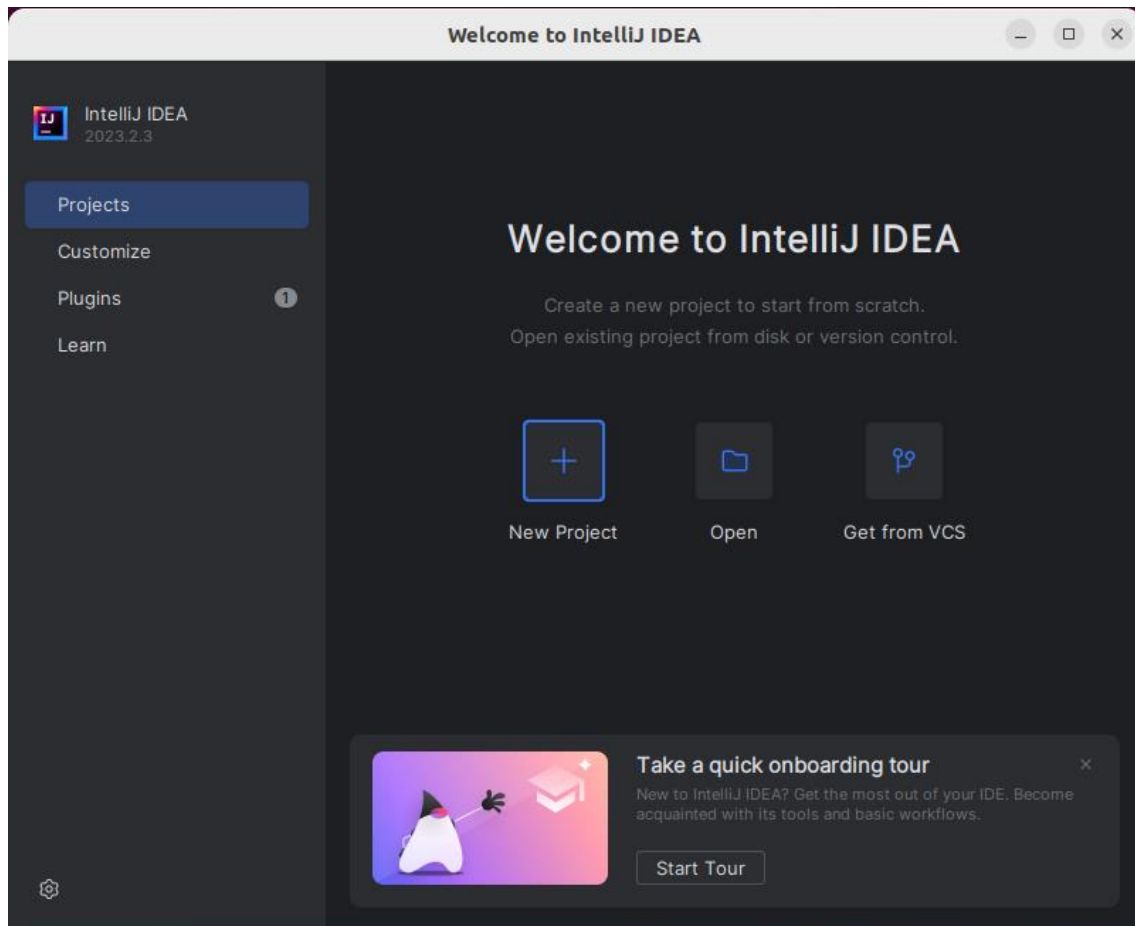 Welcome to IntelliJ IDEA
IJ
IntelliJ IDEA
2023.2.3
Projects
Customize
Plugins
1
Learn
Welcome to IntelliJ IDEA
Create a new project to start from scratch.
Open existing project from disk or version control.
New Project
Open
Get from VCS
Take a quick onboarding tour
New to IntelliJ IDEA? Get the most out of your IDE. Become
acquainted with its tools and basic workflows.
Start Tour